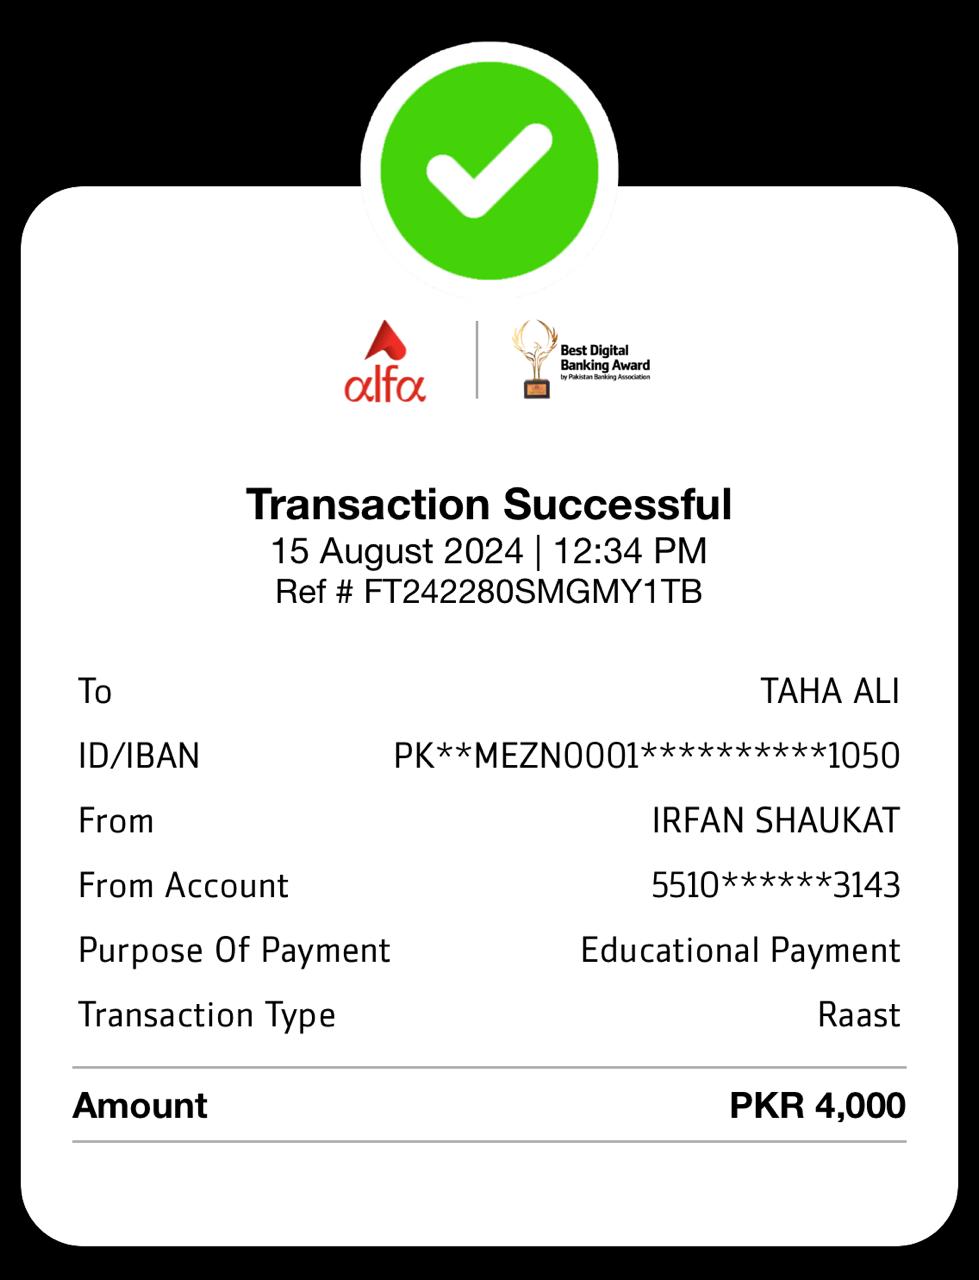 alfa
Best Digital
Banking Award
by Pakistan Banking Association
Transaction Successful
15 August 2024 | 12:34 PM
Ref # FT242280SMGMY1TB
To TAHA ALI
ID/IBAN PK**MEZN0001**********1050
From IRFAN SHAUKAT
From Account 5510******3143
Purpose Of Payment Educational Payment
Transaction Type Raast
Amount PKR 4,000